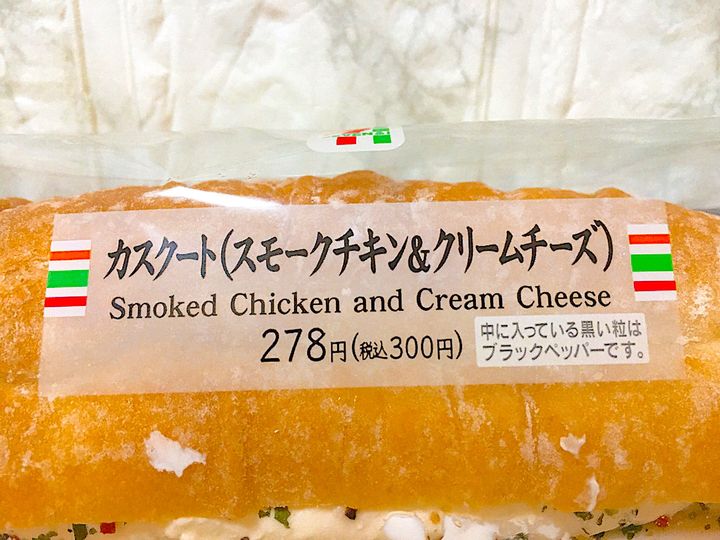 カスクート(スモークチキン&クリームチーズ)
Smoked Chicken and Cream Cheese
278円(税込300円)
中に入っている黒い粒は
ブラックペッパーです。